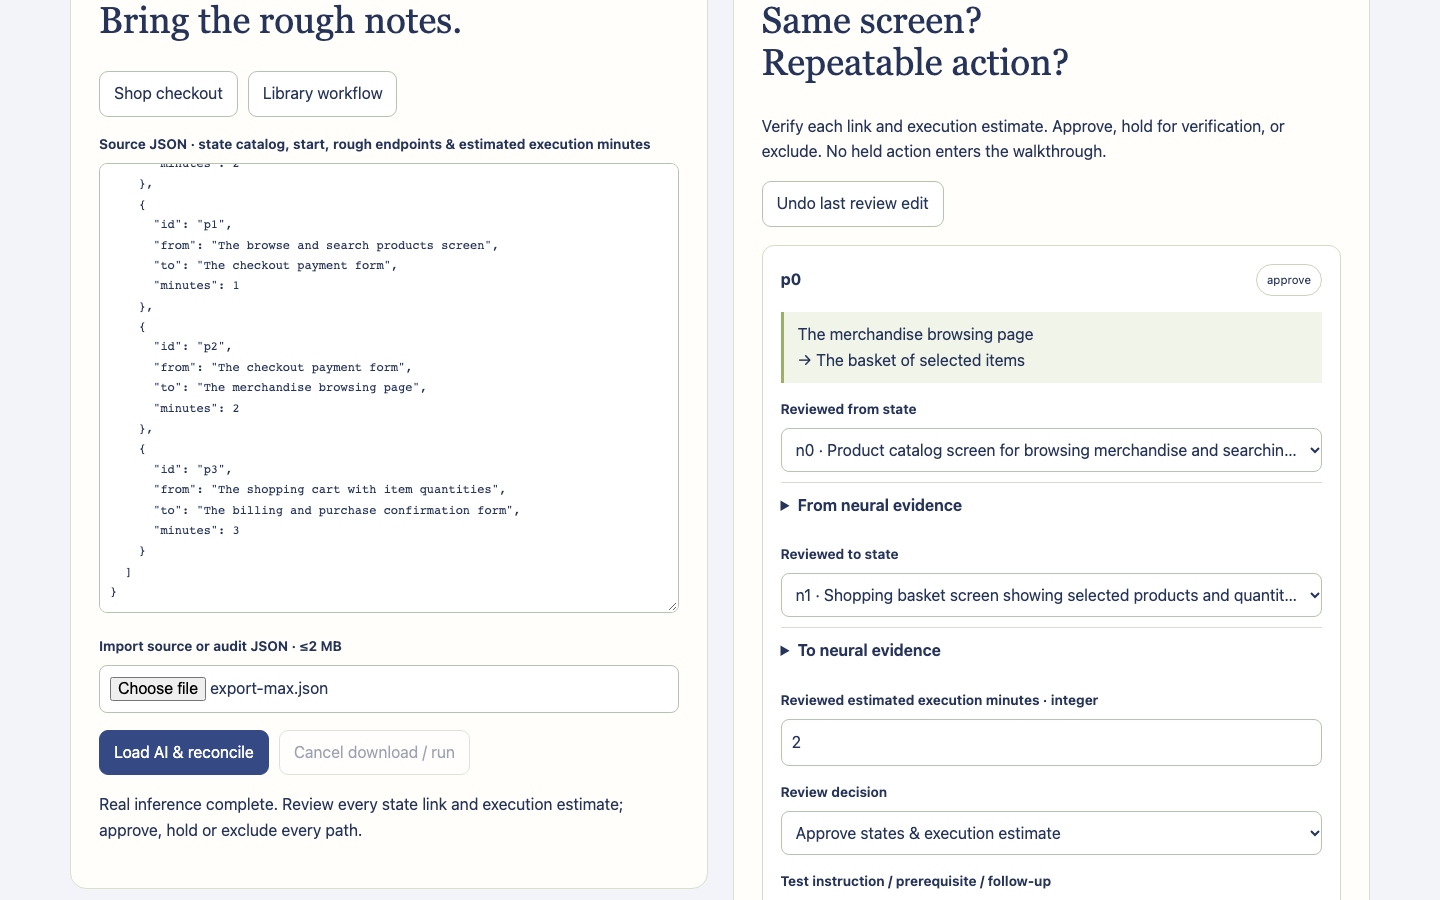 Bring the rough notes.
Shop checkout
Library workflow
Source JSON · state catalog, start, rough endpoints & estimated execution minutes
"minutes": 2
},
{
"id": "p1",
"from": "The browse and search products screen",
"to": "The checkout payment form",
"minutes": 1
},
{
"id": "p2",
"from": "The checkout payment form",
"to": "The merchandise browsing page",
"minutes": 2
},
{
"id": "p3",
"from": "The shopping cart with item quantities",
"to": "The billing and purchase confirmation form",
"minutes": 3
}
]
}
Import source or audit JSON · ≤2 MB
Choose file export-max.json
Load AI & reconcile
Cancel download / run
Real inference complete. Review every state link and execution estimate;
approve, hold or exclude every path.
Same screen?
Repeatable action?
Verify each link and execution estimate. Approve, hold for verification, or
exclude. No held action enters the walkthrough.
Undo last review edit
p0
approve
The merchandise browsing page
→ The basket of selected items
Reviewed from state
n0 · Product catalog screen for browsing merchandise and searchin...
From neural evidence
Reviewed to state
n1 · Shopping basket screen showing selected products and quantit...
To neural evidence
Reviewed estimated execution minutes · integer
2
Review decision
Approve states & execution estimate
Test instruction / prerequisite / follow-up